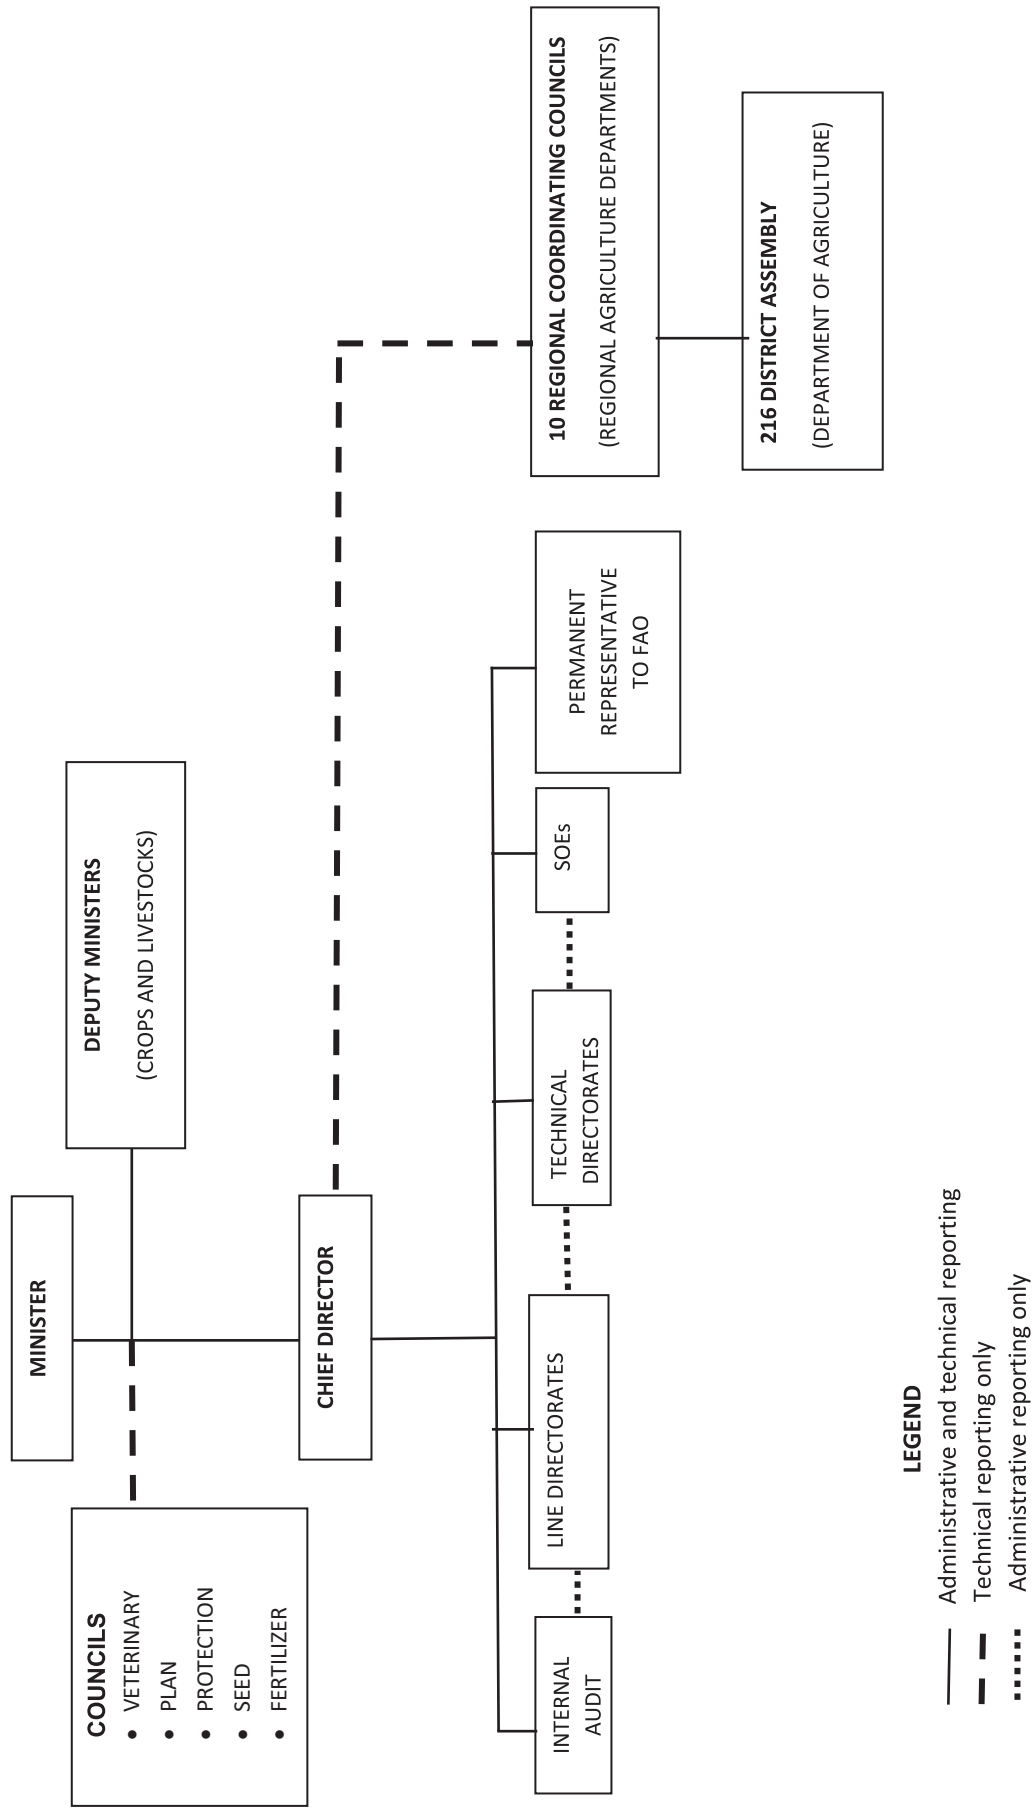 MINISTER
DEPUTY MINISTERS
(CROPS AND LIVESTOCKS)
COUNCILS
• VETERINARY
• PLAN
• PROTECTION
• SEED
• FERTILIZER
CHIEF DIRECTOR
INTERNAL
AUDIT
LINE DIRECTORATES
TECHNICAL
DIRECTORATES
SOEs
PERMANENT
REPRESENTATIVE
TO FAO
10 REGIONAL COORDINATING COUNCILS
(REGIONAL AGRICULTURE DEPARTMENTS)
216 DISTRICT ASSEMBLY
(DEPARTMENT OF AGRICULTURE)
LEGEND
Administrative and technical reporting
Technical reporting only
Administrative reporting only